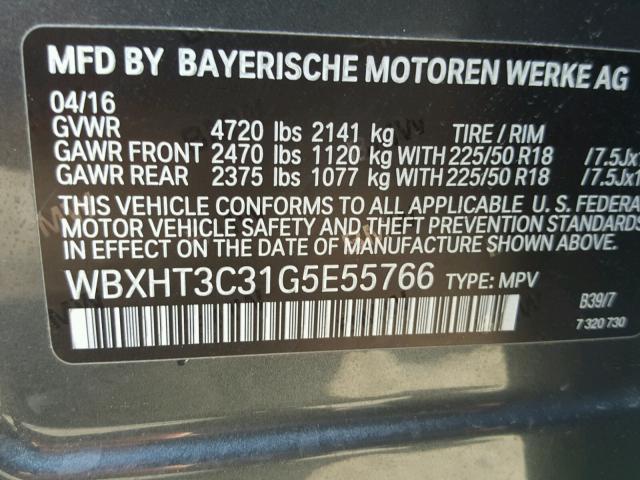 MFD BY BAYERISCHE MOTOREN WERKE AG
04/16
GVWR 4720 lbs 2141 kg TIRE / RIM
GAWR FRONT 2470 lbs 1120 kg WITH 225/50 R18 /7.5Jx1
GAWR REAR 2375 lbs 1077 kg WITH 225/50 R18 /7.5Jx1
THIS VEHICLE CONFORMS TO ALL APPLICABLE U. S. FEDERA
MOTOR VEHICLE SAFETY AND THEFT PREVENTION STANDARDS
IN EFFECT ON THE DATE OF MANUFACTURE SHOWN ABOVE.
WBXHT3C31G5E55766 TYPE: MPV
B39/7
7 320 730